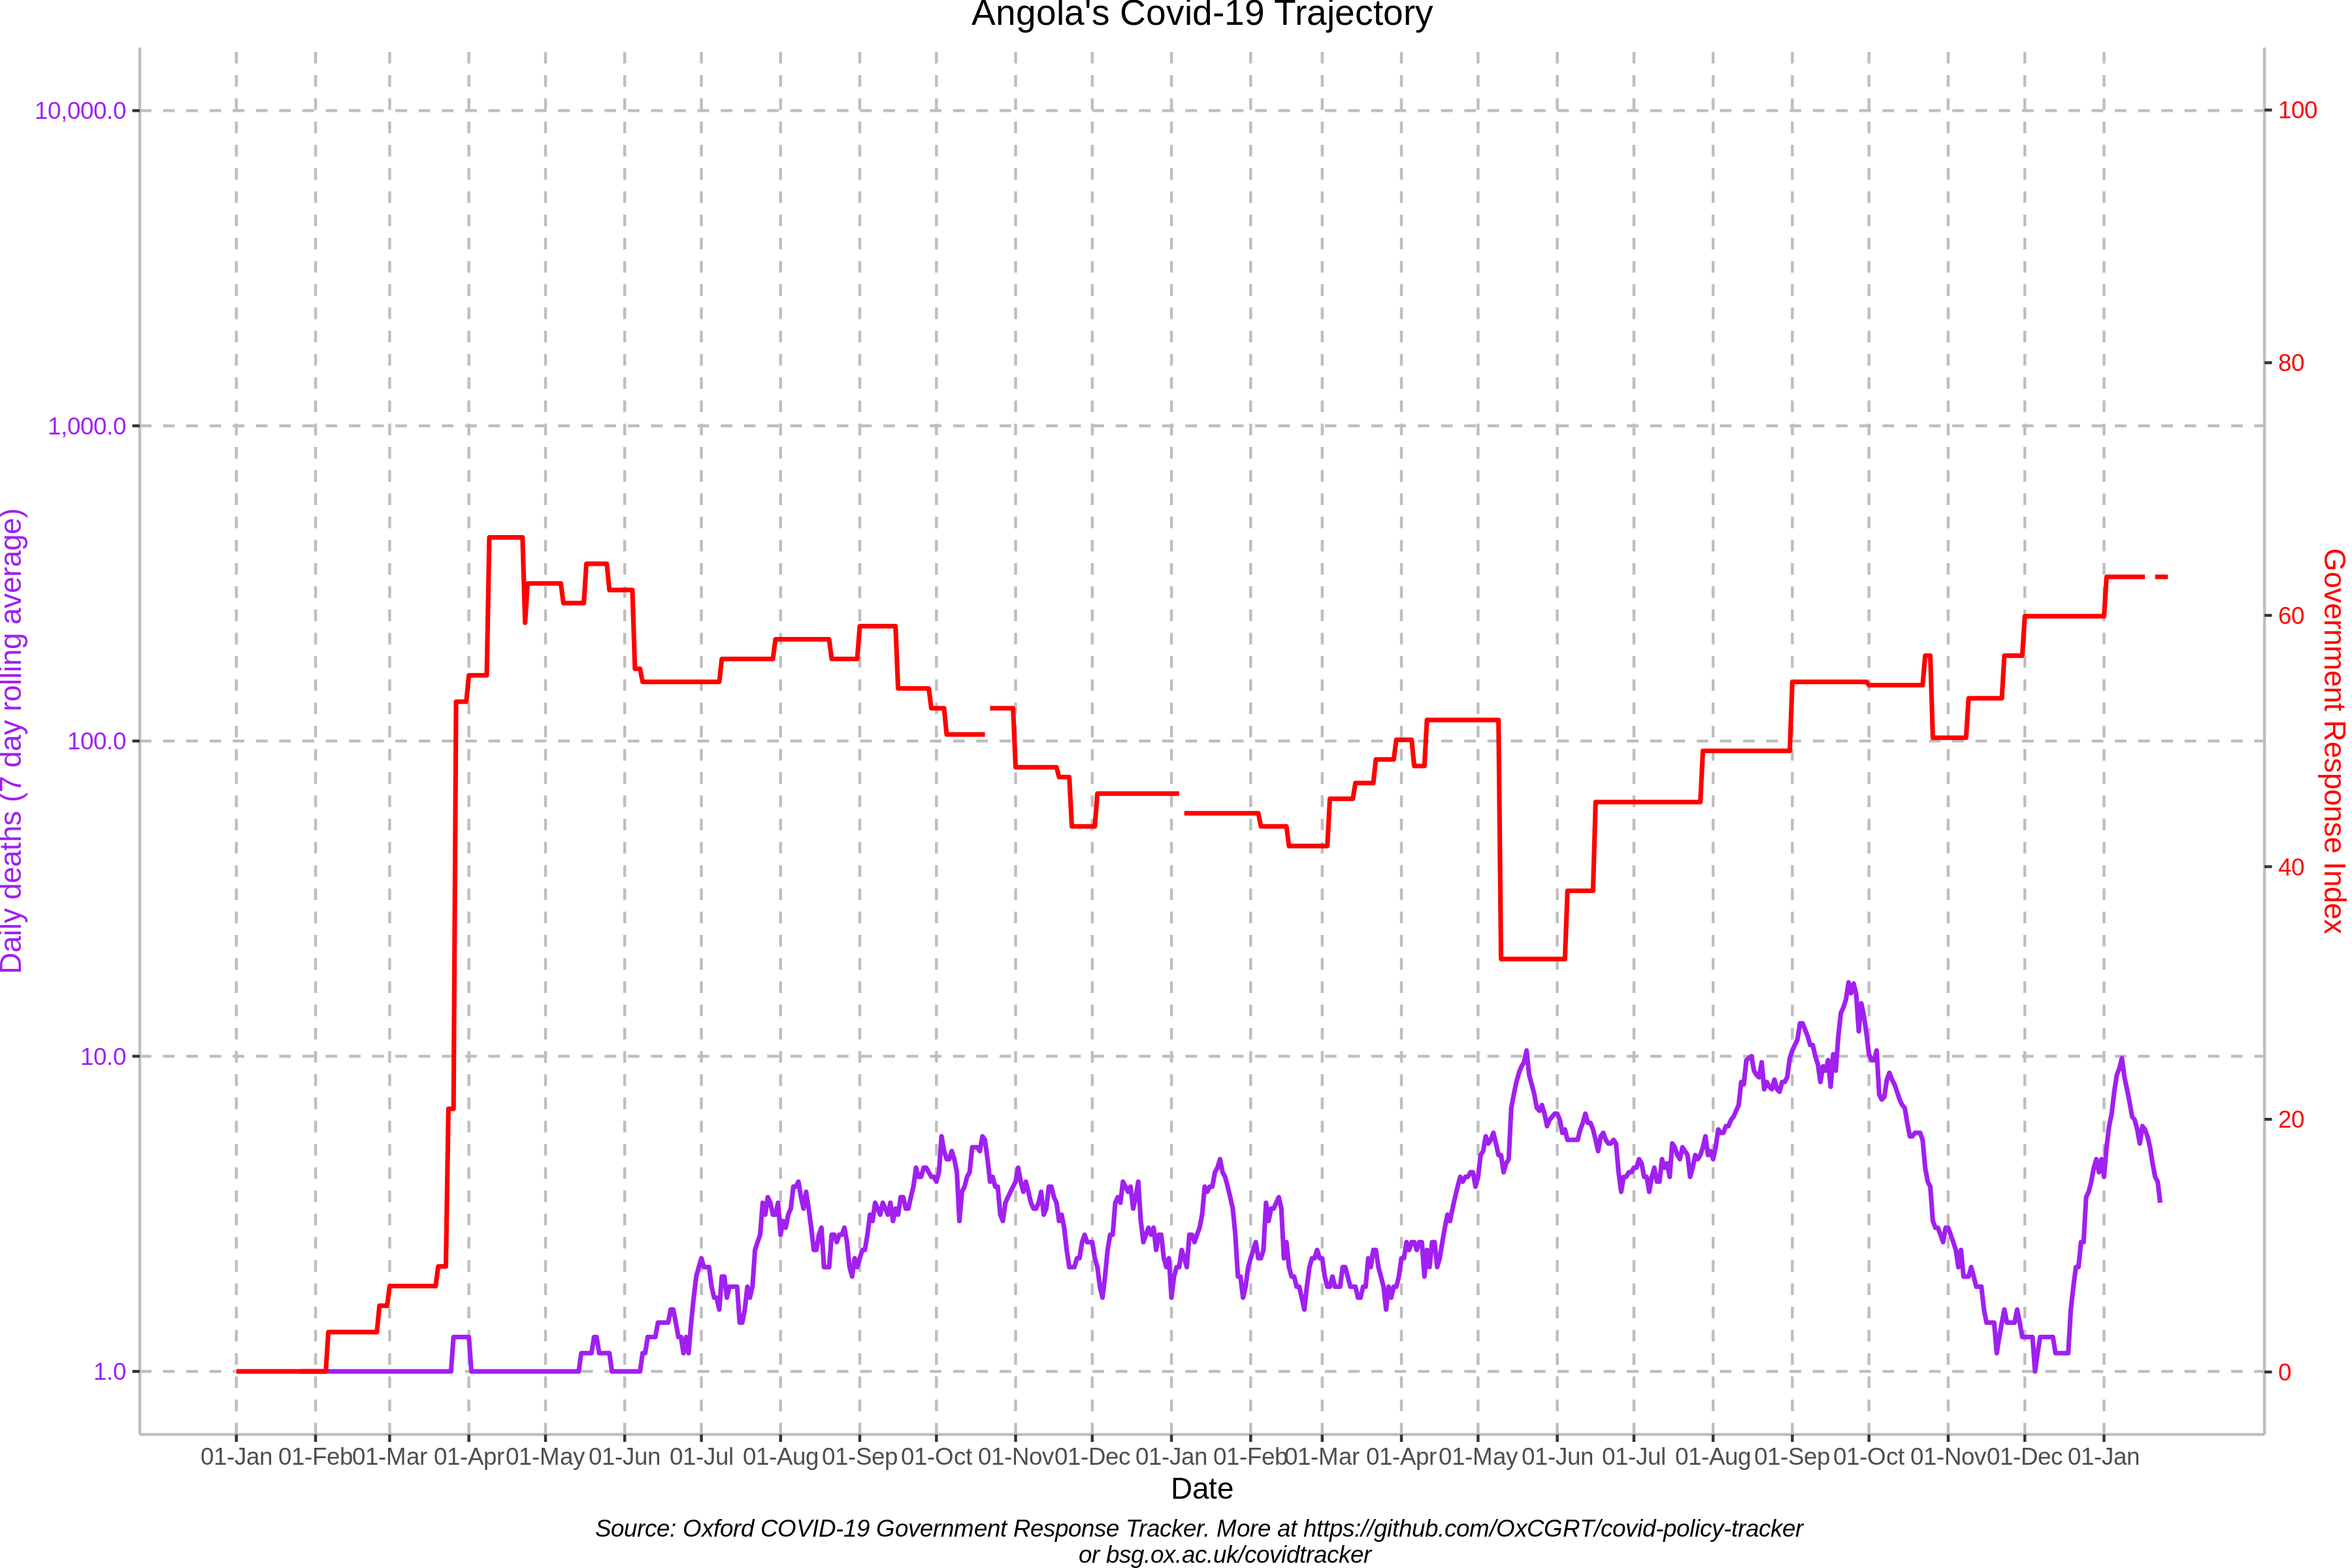 Angola's Covid-19 Trajectory
10,000.0
1,000.0
100.0
10.0
1.0
Daily deaths (7 day rolling average)
100
80
60
40
20
0
Government Response Index
01-Jan 01-Feb 01-Mar 01-Apr 01-May 01-Jun 01-Jul 01-Aug 01-Sep 01-Oct 01-Nov 01-Dec 01-Jan 01-Feb 01-Mar 01-Apr 01-May 01-Jun 01-Jul 01-Aug 01-Sep 01-Oct 01-Nov 01-Dec 01-Jan
Date
Source: Oxford COVID-19 Government Response Tracker. More at https://github.com/OxCGRT/covid-policy-tracker
or bsg.ox.ac.uk/covidtracker